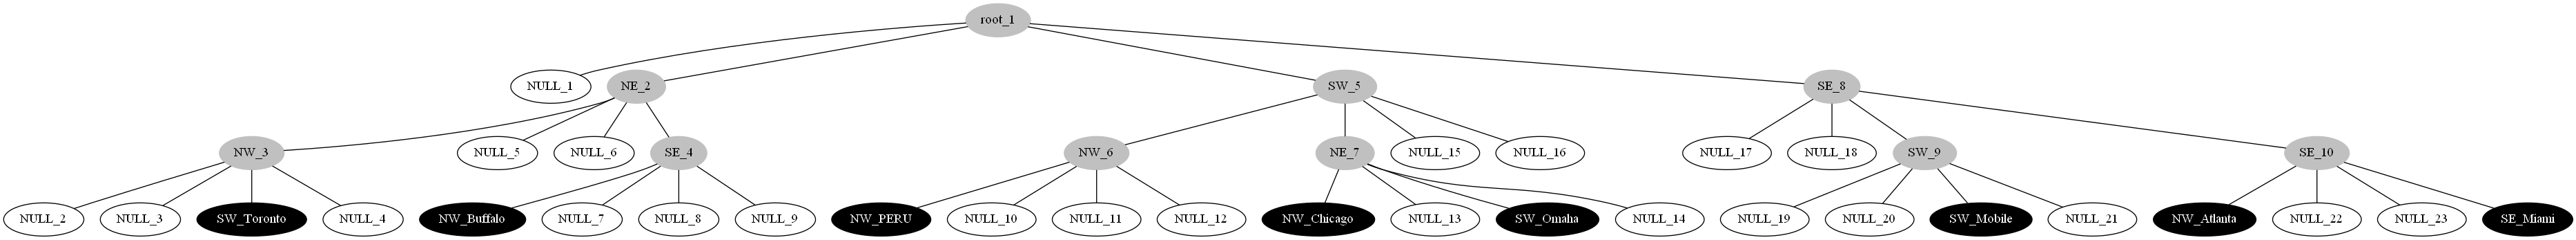 root_1
NULL_1 NE_2 SW_5 SE_8
NW_3 NULL_5 NULL_6 SE_4 NW_6 NE_7 NULL_15 NULL_16 NULL_17 NULL_18 SW_9 SE_10
NULL_2 NULL_3 SW_Toronto NULL_4 NW_Buffalo NULL_7 NULL_8 NULL_9 NW_PERU NULL_10 NULL_11 NULL_12 NW_Chicago NULL_13 SW_Omaha NULL_14 NULL_19 NULL_20 SW_Mobile NULL_21 NW_Atlanta NULL_22 NULL_23 SE_Miami